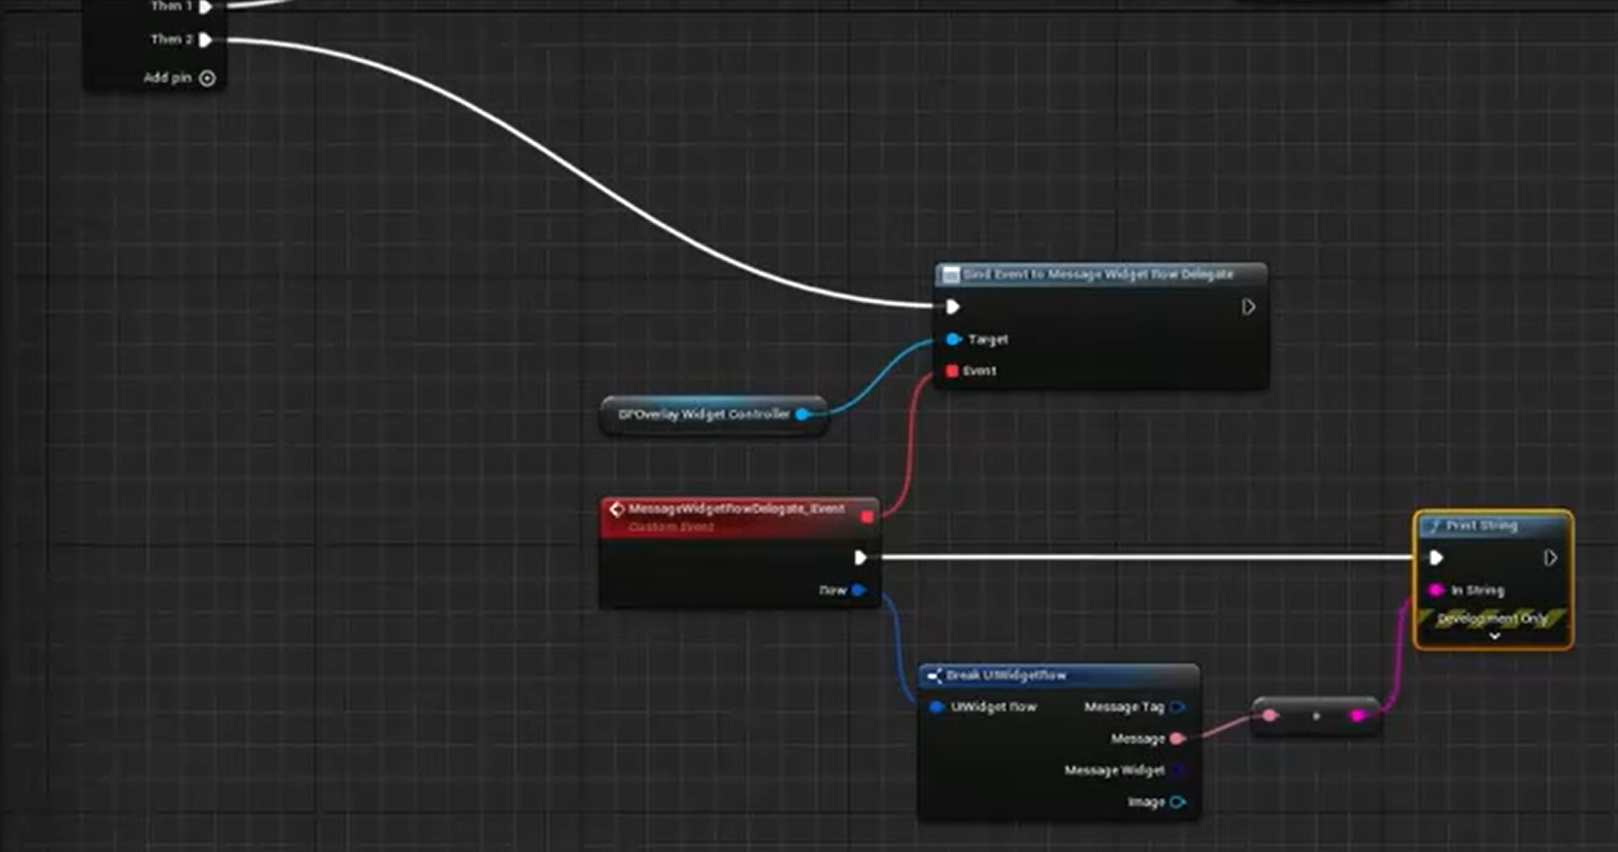 Then 1
Then 2
Add pin
Bind Event to Message Widget Row Delegate
Target
Event
GPOverlay Widget Controller
MessageWidgetRowDelegate_Event
Custom Event
Row
Print String
In String
Development Only
Break UIWidgetRow
UIWidget Row
Message Tag
Message
Message Widget
Image